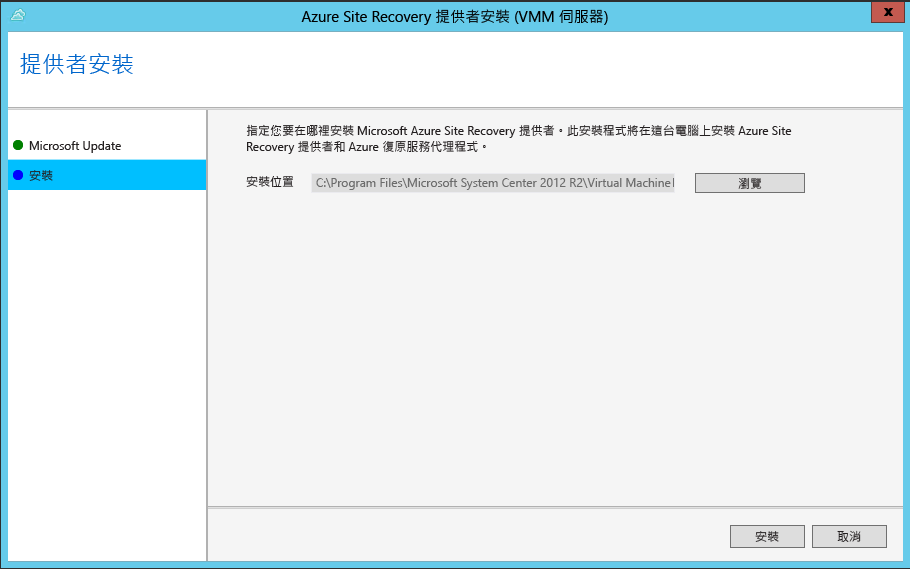 Azure Site Recovery 提供者安裝 (VMM 伺服器)
x
提供者安裝
Microsoft Update
安裝
指定您要在哪裡安裝 Microsoft Azure Site Recovery 提供者。此安裝程式將在這台電腦上安裝 Azure Site
Recovery 提供者和 Azure 復原服務代理程式。
安裝位置
C:\Program Files\Microsoft System Center 2012 R2\Virtual Machine
瀏覽
安裝
取消